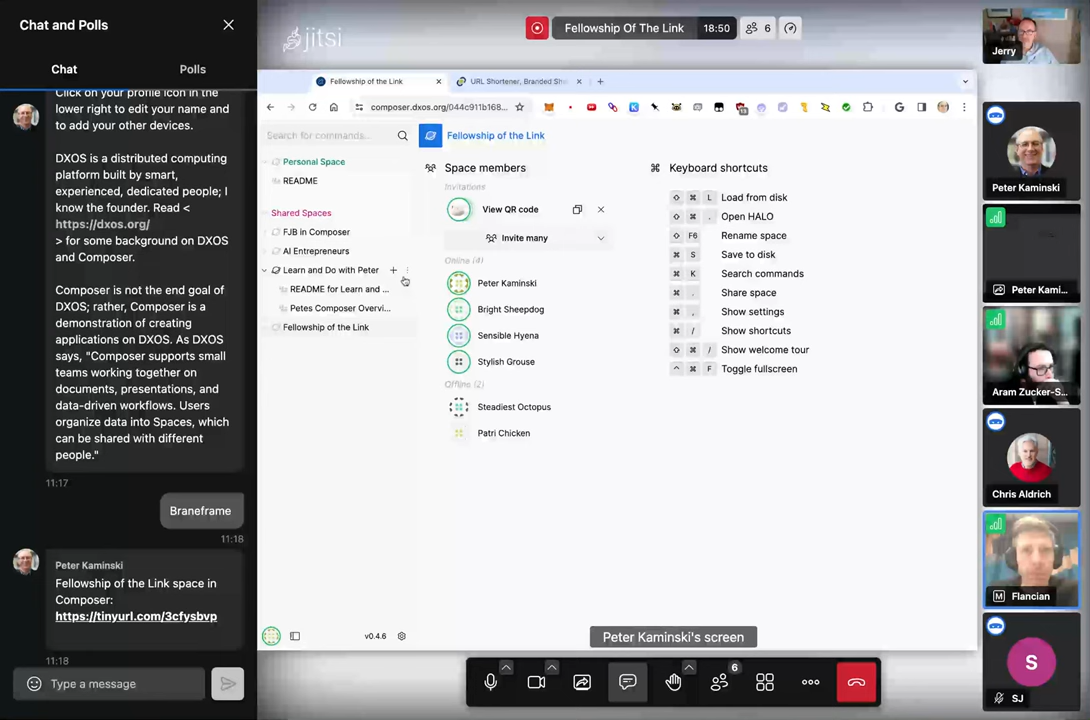 Chat and Polls
Chat
Polls
Click on your profile icon in the
lower right to edit your name and
to add your other devices.
DXOS is a distributed computing
platform built by smart,
experienced, dedicated people; I
know the founder. Read <
https://dxos.org/
> for some background on DXOS
and Composer.
Composer is not the end goal of
DXOS; rather, Composer is a
demonstration of creating
applications on DXOS. As DXOS
says, "Composer supports small
teams working together on
documents, presentations, and
data-driven workflows. Users
organize data into Spaces, which
can be shared with different
people."
11:17
Braneframe
11:18
Peter Kaminski
Fellowship of the Link space in
Composer:
https://tinyurl.com/3cfysbvp
11:18
Type a message
jitsi
Fellowship Of The Link
18:50
6
Fellowship of the Link
URL Shortener, Branded Sho
composer.dxos.org/044c911b168...
Search for commands...
Fellowship of the Link
Personal Space
README
Shared Spaces
FJB in Composer
AI Entrepreneurs
Learn and Do with Peter
README for Learn and ...
Petes Composer Overvi...
Fellowship of the Link
Space members
Invitations
View QR code
Invite many
Online (4)
Peter Kaminski
Bright Sheepdog
Sensible Hyena
Stylish Grouse
Offline (2)
Steadiest Octopus
Patri Chicken
⌘ Keyboard shortcuts
⇧ ⌘ L Load from disk
⇧ ⌘ . Open HALO
⇧ F6 Rename space
⌘ S Save to disk
⌘ K Search commands
⌘ . Share space
⌘ , Show settings
⌘ / Show shortcuts
⇧ ⌘ / Show welcome tour
^ ⌘ F Toggle fullscreen
v0.4.6
Peter Kaminski's screen
6
Jerry
Peter Kaminski
Peter Kami...
Aram Zucker-S...
Chris Aldrich
M Flancian
S
SJ